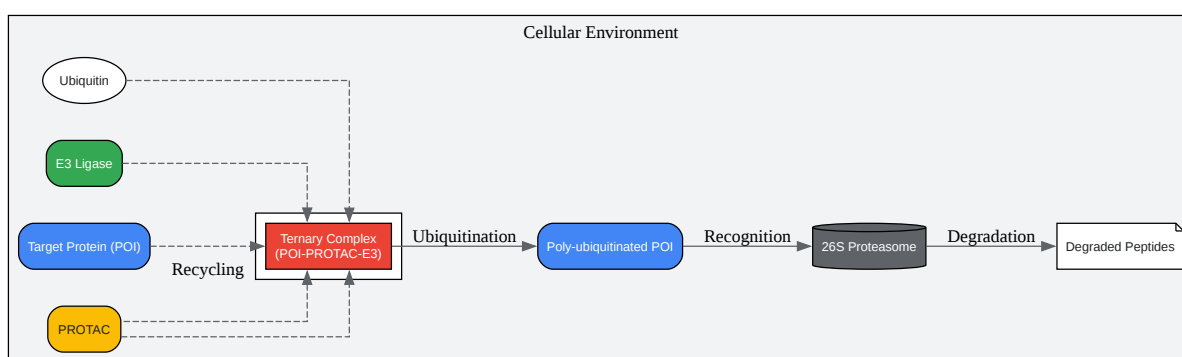 Cellular Environment
Ubiquitin
E3 Ligase
Target Protein (POI)
Recycling
PROTAC
Ternary Complex
(POI-PROTAC-E3)
Ubiquitination
Poly-ubiquitinated POI
Recognition
26S Proteasome
Degradation
Degraded Peptides